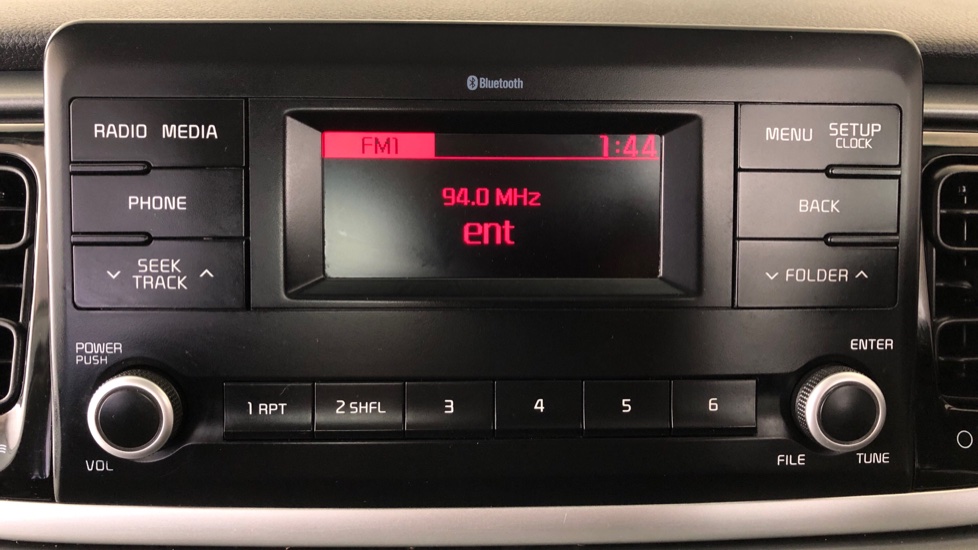 Bluetooth
RADIO MEDIA
PHONE
SEEK
TRACK
FM1 1:44
94.0 MHz
ent
MENU SETUP
CLOCK
BACK
FOLDER
POWER
PUSH
VOL
1 RPT 2 SHFL 3 4 5 6
ENTER
FILE TUNE